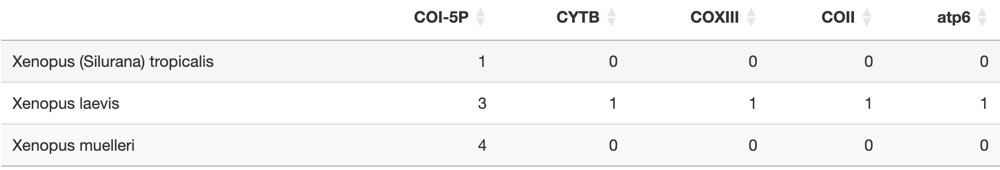 COI-5P CYTB COXIII COII atp6
Xenopus (Silurana) tropicalis 1 0 0 0 0
Xenopus laevis 3 1 1 1 1
Xenopus muelleri 4 0 0 0 0